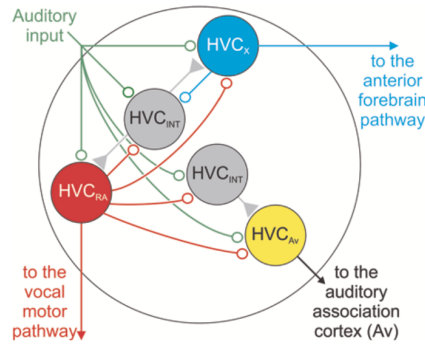 Auditory
input
HVCX
to the
anterior
forebrain
pathway
HVCINT
HVCINT
HVCRA
HVCAv
to the
vocal
motor
pathway
to the
auditory
association
cortex (Av)